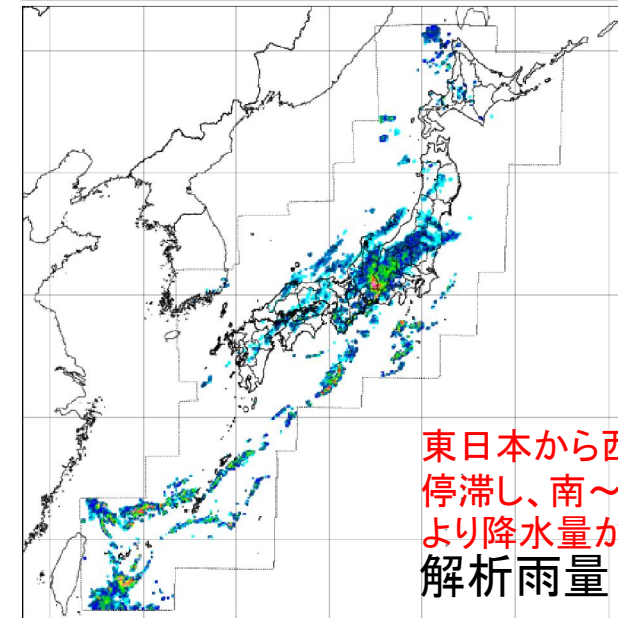 東日本から西
停滞し、南～
より降水量が
解析雨量